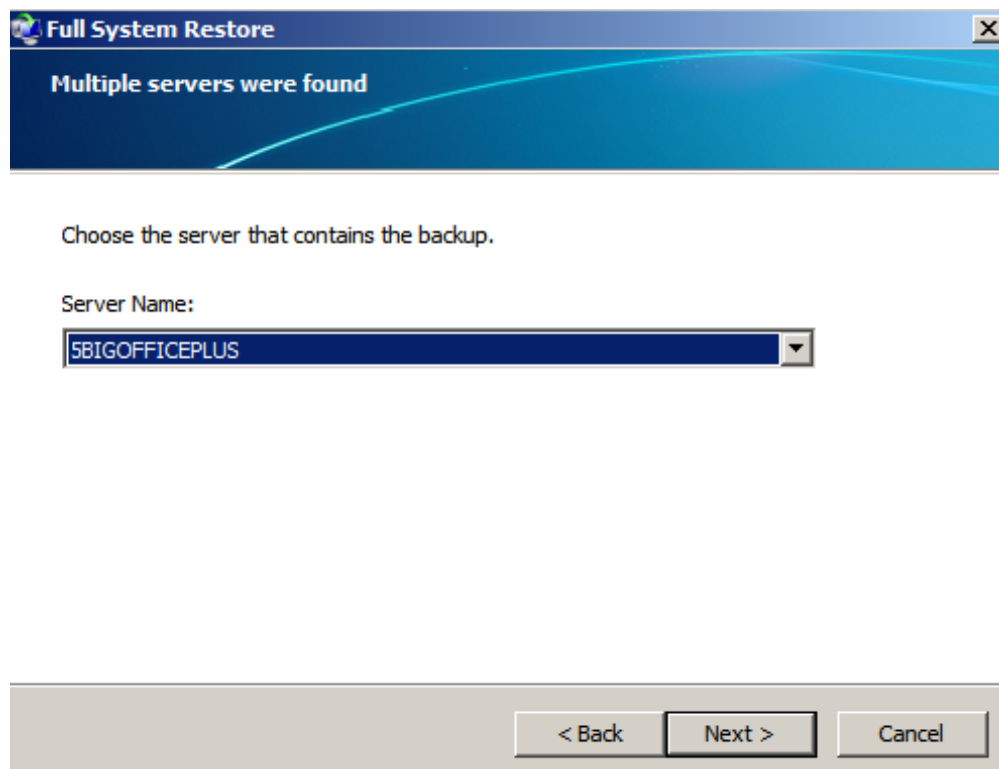 Full System Restore
Multiple servers were found
Choose the server that contains the backup.
Server Name:
5BIGOFFICEPLUS
< Back Next > Cancel